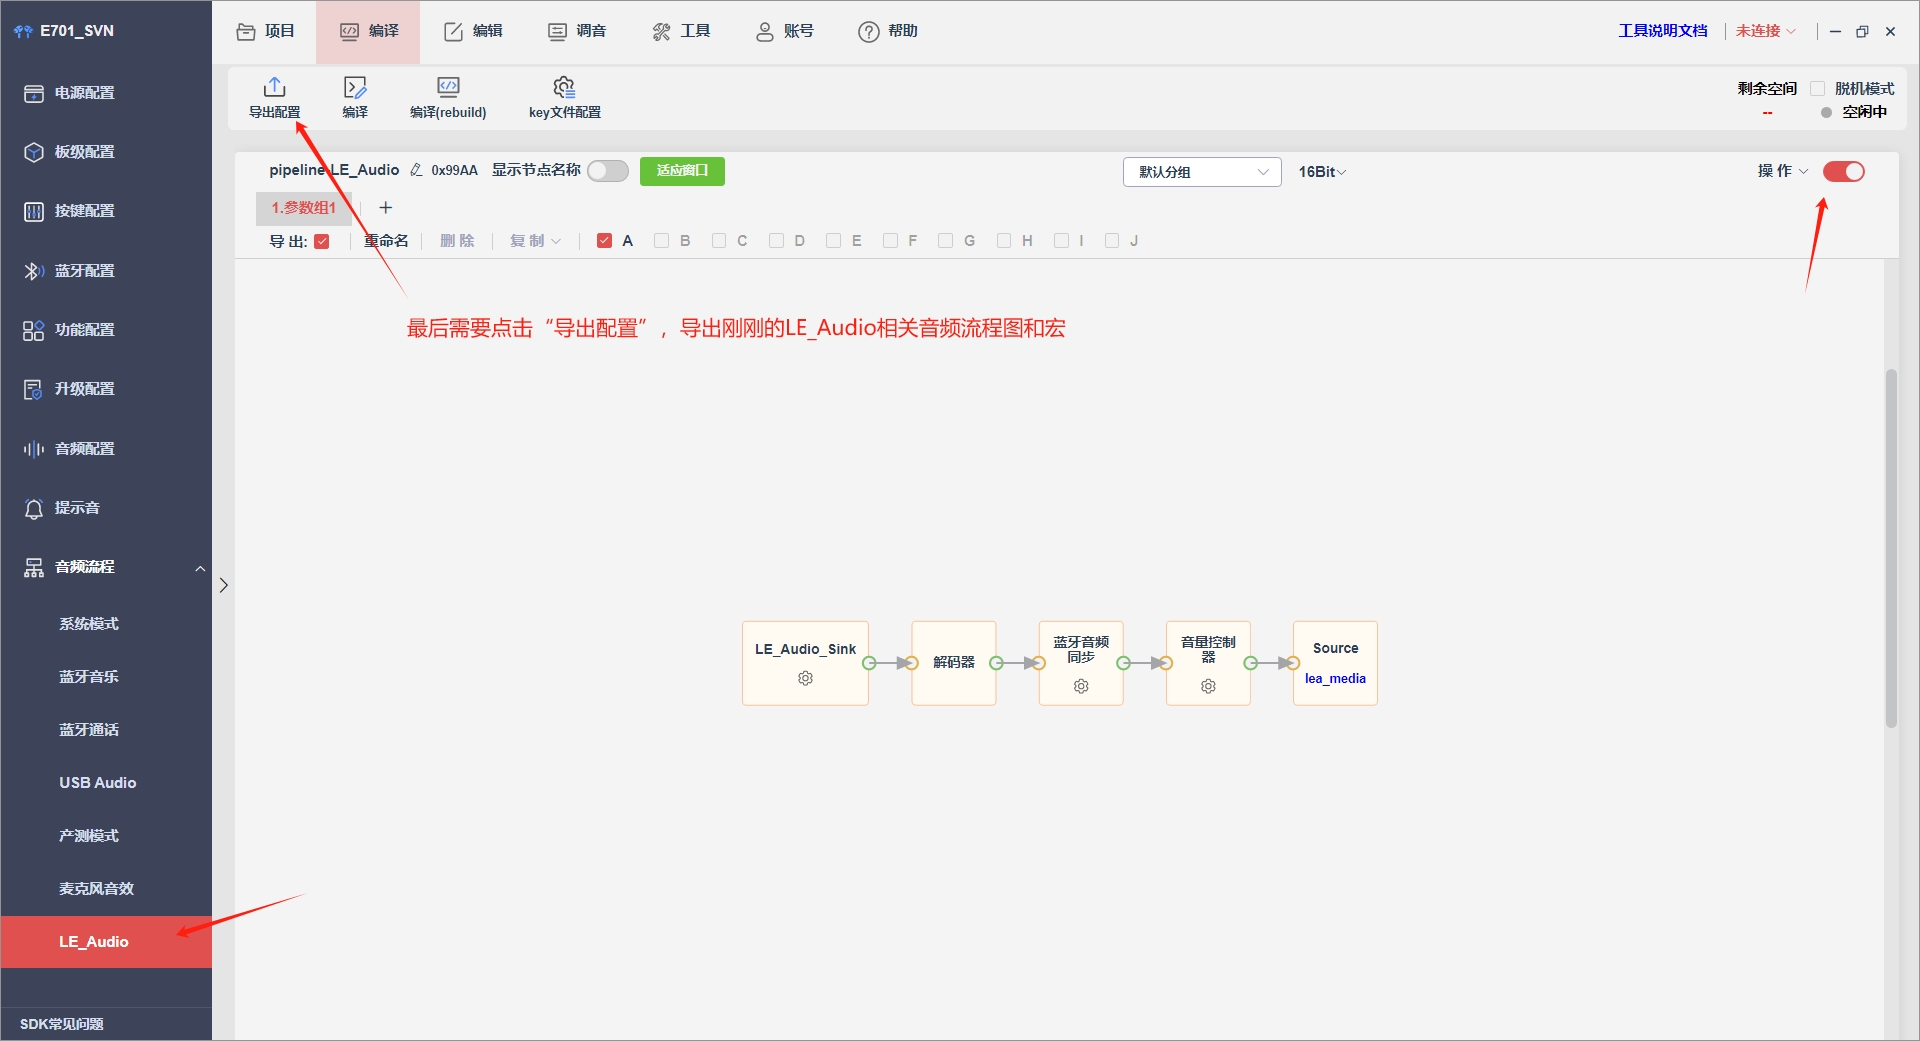 E701_SVN
项目
编译
编辑
调音
工具
账号
帮助
工具说明文档
未连接
导出配置
编译
编译(rebuild)
key文件配置
剩余空间
脱机模式
--
空闲中
电源配置
板级配置
按键配置
蓝牙配置
功能配置
升级配置
音频配置
提示音
音频流程
系统模式
蓝牙音乐
蓝牙通话
USB Audio
产测模式
麦克风音效
LE_Audio
SDK常见问题
pipeline LE_Audio
0x99AA
显示节点名称
适应窗口
默认分组
16Bit
操作
1.参数组1
+
导出:
重命名
删除
复制
A
B
C
D
E
F
G
H
I
J
最后需要点击“导出配置”，导出刚刚的LE_Audio相关音频流程图和宏
LE_Audio_Sink
解码器
蓝牙音频
同步
音量控制
器
Source
lea_media